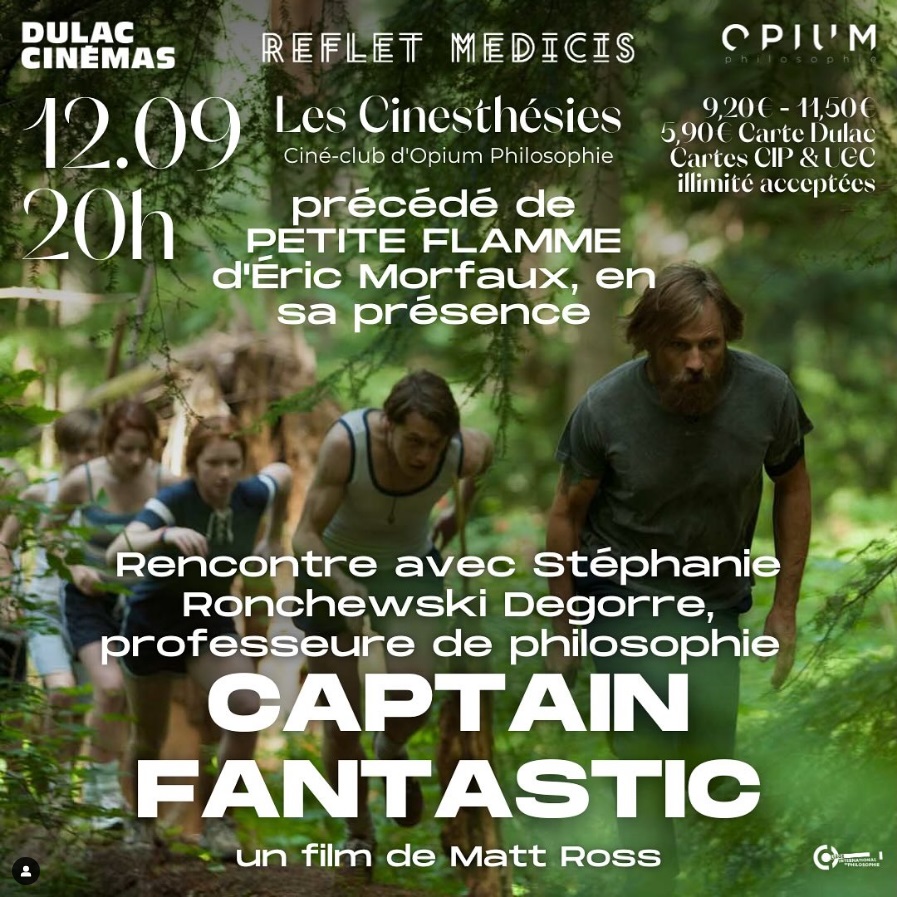 DULAC
CINÉMAS
REFLET MEDICIS
OPIUM
philosophie
12.09
20h
Les Cinesthésies
Ciné-club d'Opium Philosophie
9,20€ - 11,50€
5,90€ Carte Dulac
Cartes CIP & UGC
illimité acceptées
précédé de
PETITE FLAMME
d'Éric Morfaux, en
sa présence
Rencontre avec Stéphanie
Ronchewski Degorre,
professeure de philosophie
CAPTAIN
FANTASTIC
un film de Matt Ross